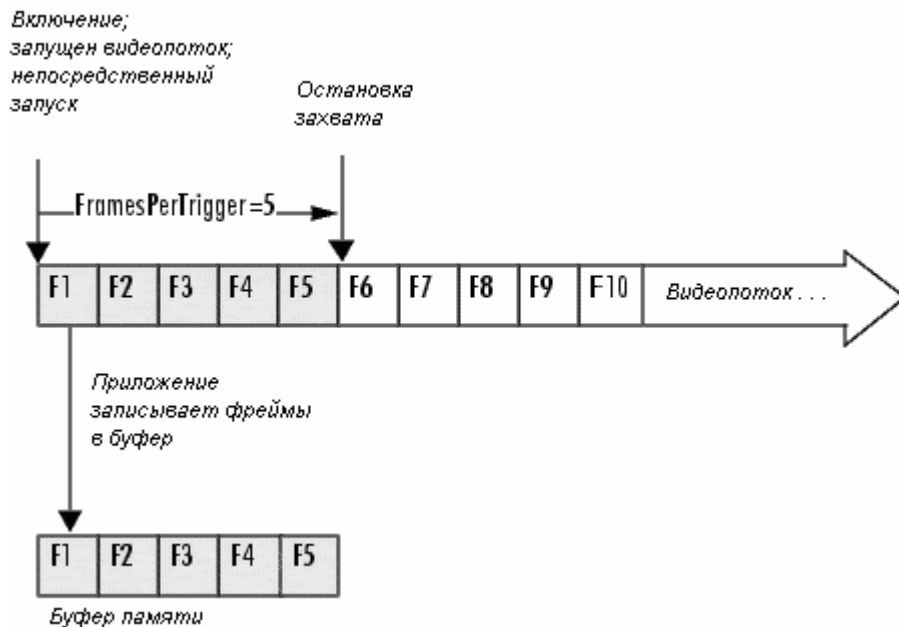 Включение;
запущен видеопоток;
непосредственный
запуск
Остановка
захвата
FramesPerTrigger=5
F1 F2 F3 F4 F5 F6 F7 F8 F9 F10 Видеопоток . . .
Приложение
записывает фреймы
в буфер
F1 F2 F3 F4 F5
Буфер памяти